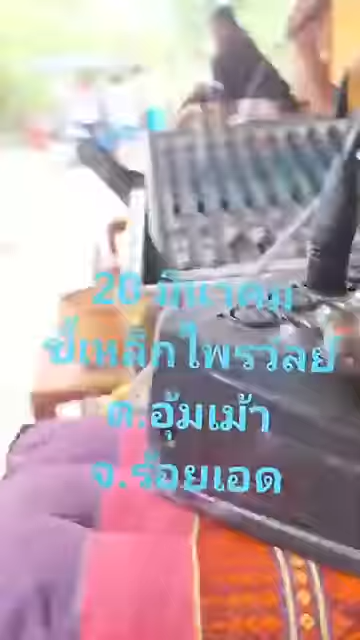 20 มีนาคม
ขี้เหล็กไพรวัลย์
ต.อุ้มเม้า
จ.ร้อยเอด